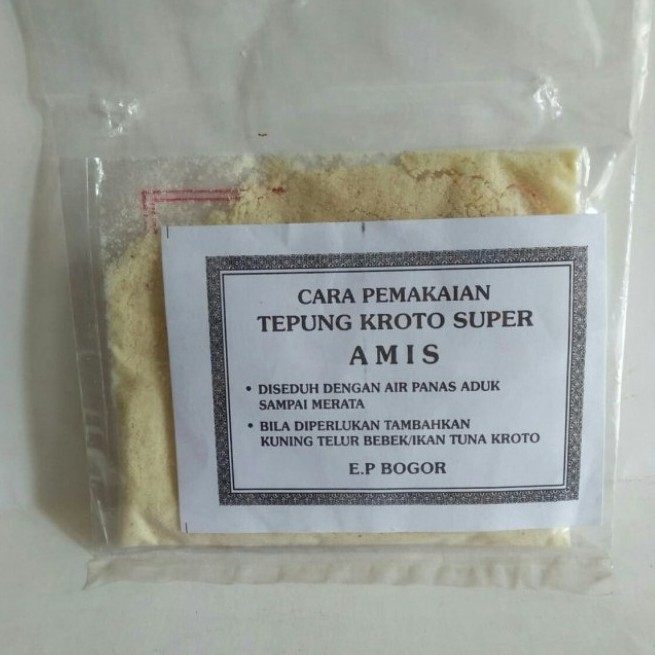 CARA PEMAKAIAN
TEPUNG KROTO SUPER
AMIS
• DISEDUH DENGAN AIR PANAS ADUK
SAMPAI MERATA
• BILA DIPERLUKAN TAMBAHKAN
KUNING TELUR BEBEK/IKAN TUNA KROTO
E.P BOGOR